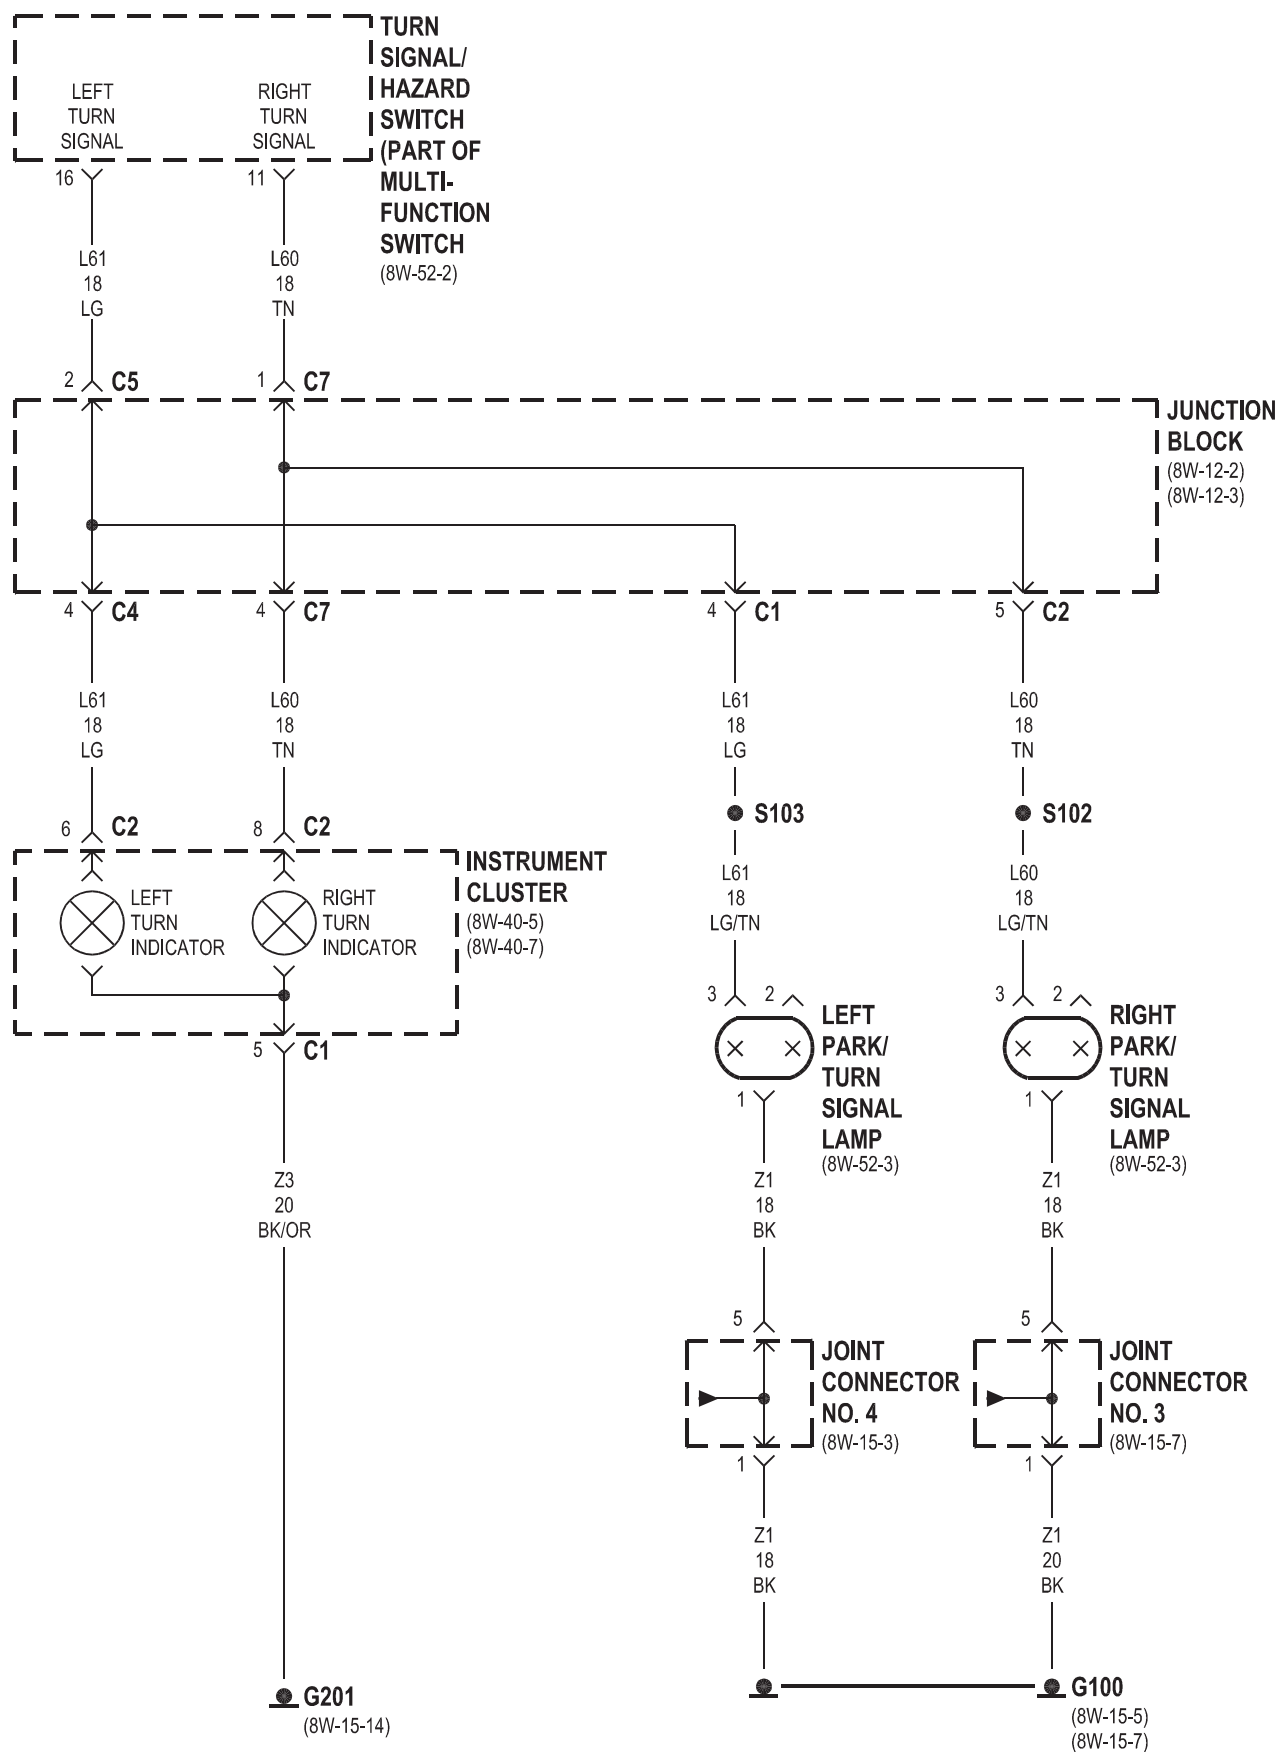 TURN
SIGNAL/
HAZARD
SWITCH
(PART OF
MULTI-
FUNCTION
SWITCH
(8W-52-2)
LEFT
TURN
SIGNAL
RIGHT
TURN
SIGNAL
16
11
L61
18
LG
L60
18
TN
2
C5
1
C7
JUNCTION
BLOCK
(8W-12-2)
(8W-12-3)
4
C4
4
C7
4
C1
5
C2
L61
18
LG
L60
18
TN
L61
18
LG
L60
18
TN
S103
S102
6
C2
8
C2
INSTRUMENT
CLUSTER
(8W-40-5)
(8W-40-7)
LEFT
TURN
INDICATOR
RIGHT
TURN
INDICATOR
L61
18
LG/TN
L60
18
LG/TN
3
2
3
2
LEFT
PARK/
TURN
SIGNAL
LAMP
(8W-52-3)
RIGHT
PARK/
TURN
SIGNAL
LAMP
(8W-52-3)
5
C1
1
1
Z3
20
BK/OR
Z1
18
BK
Z1
18
BK
5
5
JOINT
CONNECTOR
NO. 4
(8W-15-3)
JOINT
CONNECTOR
NO. 3
(8W-15-7)
1
1
Z1
18
BK
Z1
20
BK
G201
(8W-15-14)
G100
(8W-15-5)
(8W-15-7)